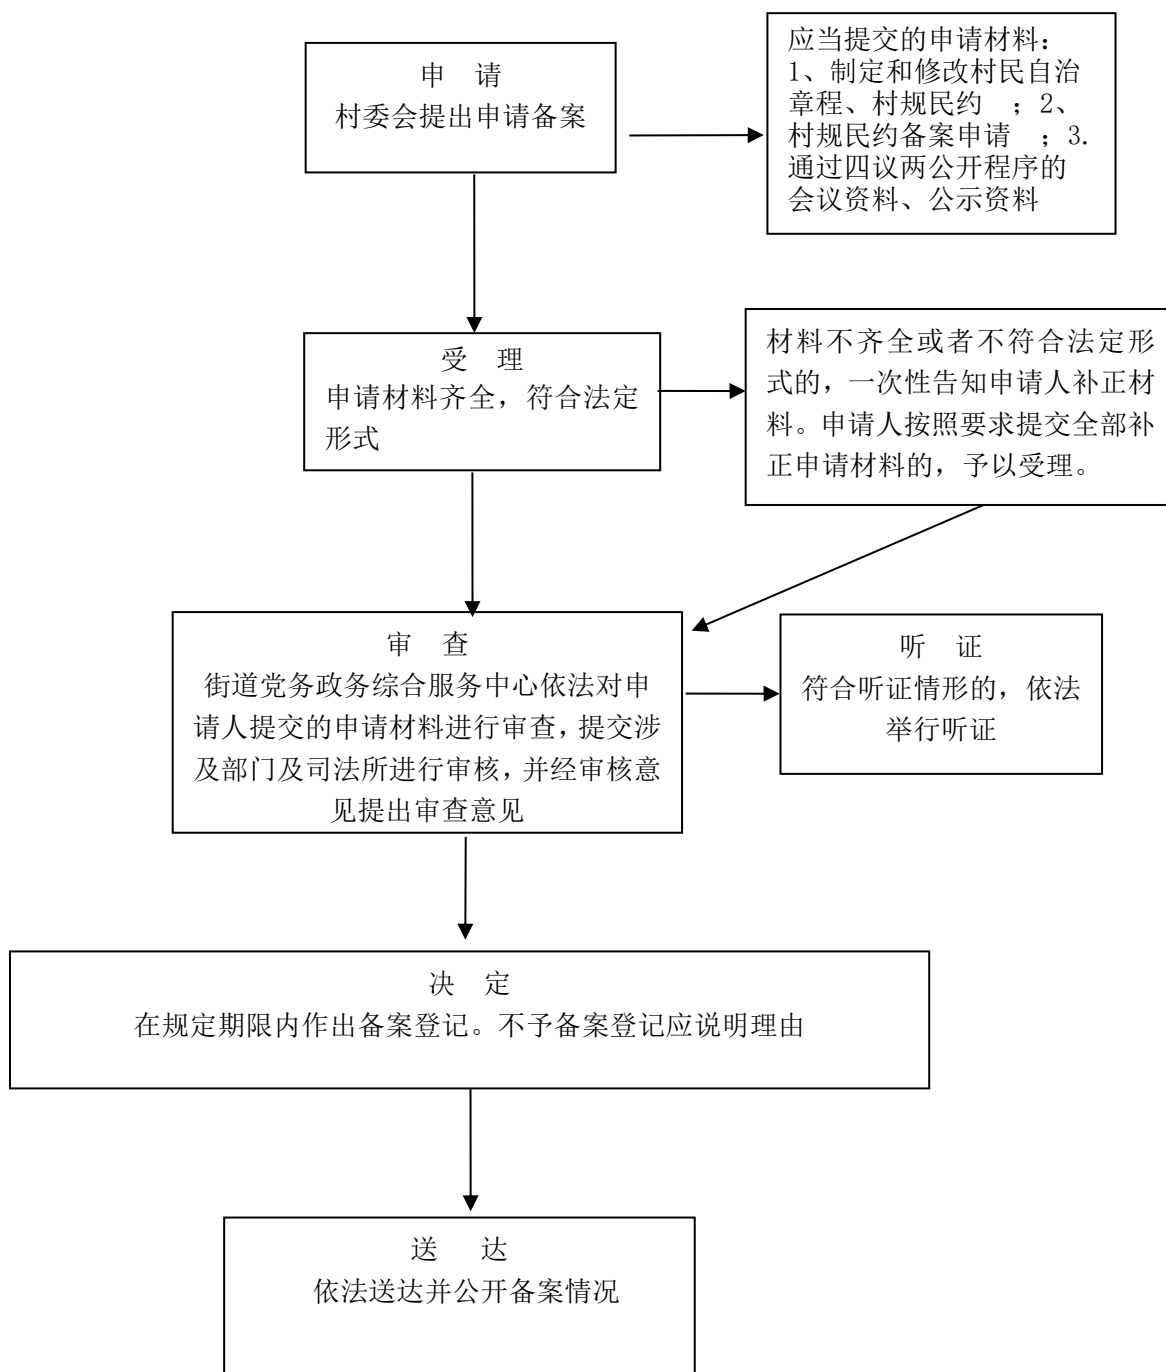 申 请
村委会提出申请备案
应当提交的申请材料：
1、制定和修改村民自治
章程、村规民约 ；2、
村规民约备案申请 ；3.
通过四议两公开程序的
会议资料、公示资料
受 理
申请材料齐全，符合法定
形式
材料不齐全或者不符合法定形
式的，一次性告知申请人补正材
料。申请人按照要求提交全部补
正申请材料的，予以受理。
审 查
街道党务政务综合服务中心依法对申
请人提交的申请材料进行审查，提交涉
及部门及司法所进行审核，并经审核意
见提出审查意见
听 证
符合听证情形的，依法
举行听证
决 定
在规定期限内作出备案登记。不予备案登记应说明理由
送 达
依法送达并公开备案情况